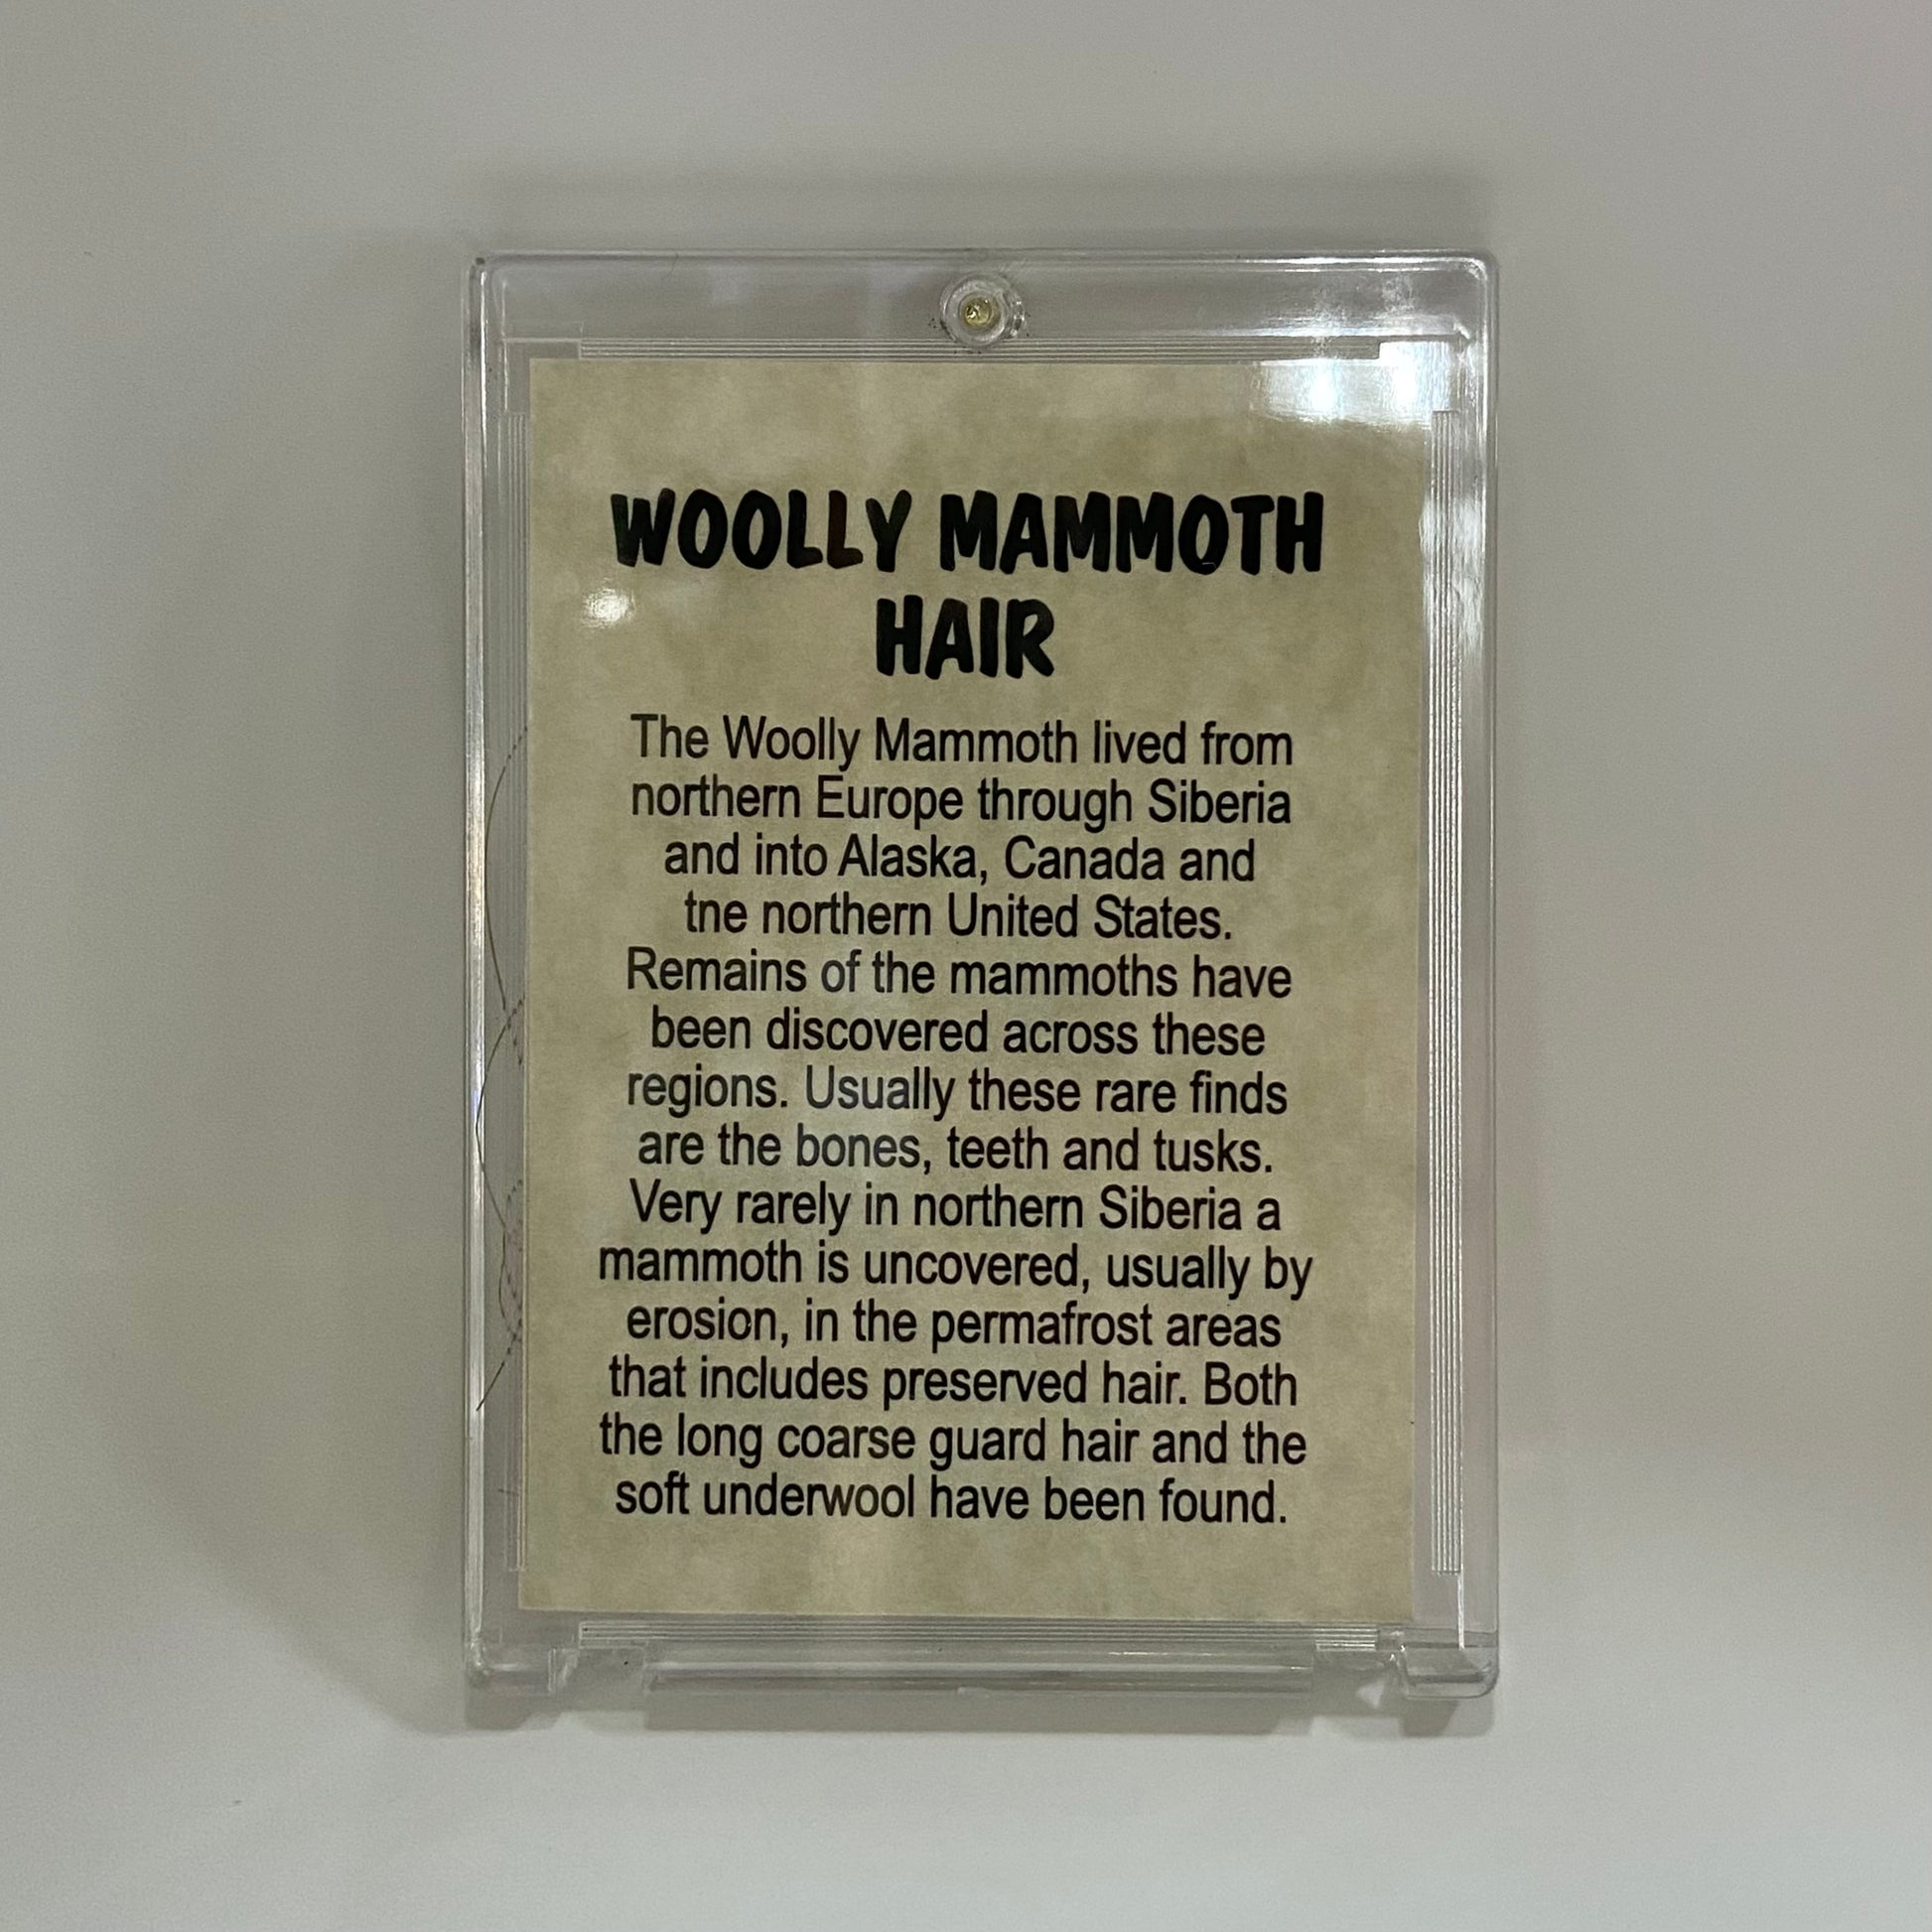 WOOLLY MAMMOTH
HAIR
The Woolly Mammoth lived from
northern Europe through Siberia
and into Alaska, Canada and
tne northern United States.
Remains of the mammoths have
been discovered across these
regions. Usually these rare finds
are the bones, teeth and tusks.
Very rarely in northern Siberia a
mammoth is uncovered, usually by
erosion, in the permafrost areas
that includes preserved hair. Both
the long coarse guard hair and the
soft underwool have been found.